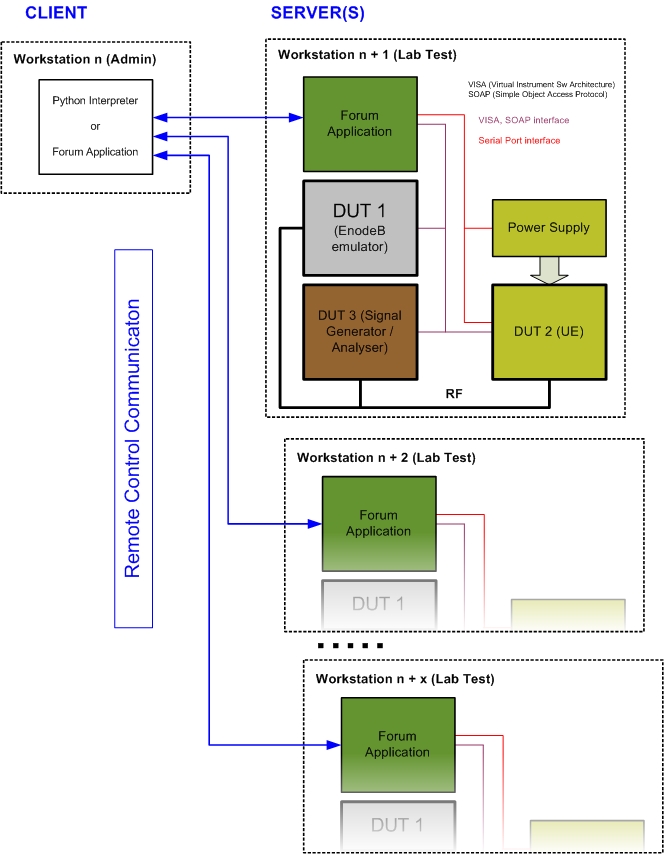 CLIENT
SERVER(S)
Workstation n (Admin)
Python Interpreter
or
Forum Application
Workstation n + 1 (Lab Test)
Forum
Application
VISA (Virtual Instrument Sw Architecture)
SOAP (Simple Object Access Protocol)
VISA, SOAP interface
Serial Port interface
DUT 1
(EnodeB
emulator)
Power Supply
DUT 3 (Signal
Generator /
Analyser)
DUT 2 (UE)
RF
Remote Control Communicaton
Workstation n + 2 (Lab Test)
Forum
Application
DUT 1
Workstation n + x (Lab Test)
Forum
Application
DUT 1